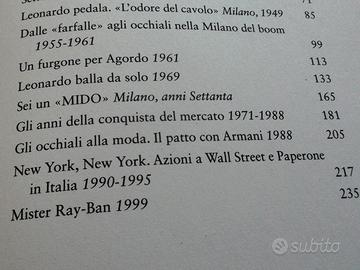 71
Leonardo pedala. «L'odore del cavolo» Milano, 1949 85
Dalle «farfalle» agli occhiali nella Milano del boom
1955-1961 99
Un furgone per Agordo 1961 113
Leonardo balla da solo 1969 133
Sei un «MIDO» Milano, anni Settanta 165
Gli anni della conquista del mercato 1971-1988 181
Gli occhiali alla moda. Il patto con Armani 1988 205
New York, New York. Azioni a Wall Street e Paperone
in Italia 1990-1995 217
Mister Ray-Ban 1999 235
subito